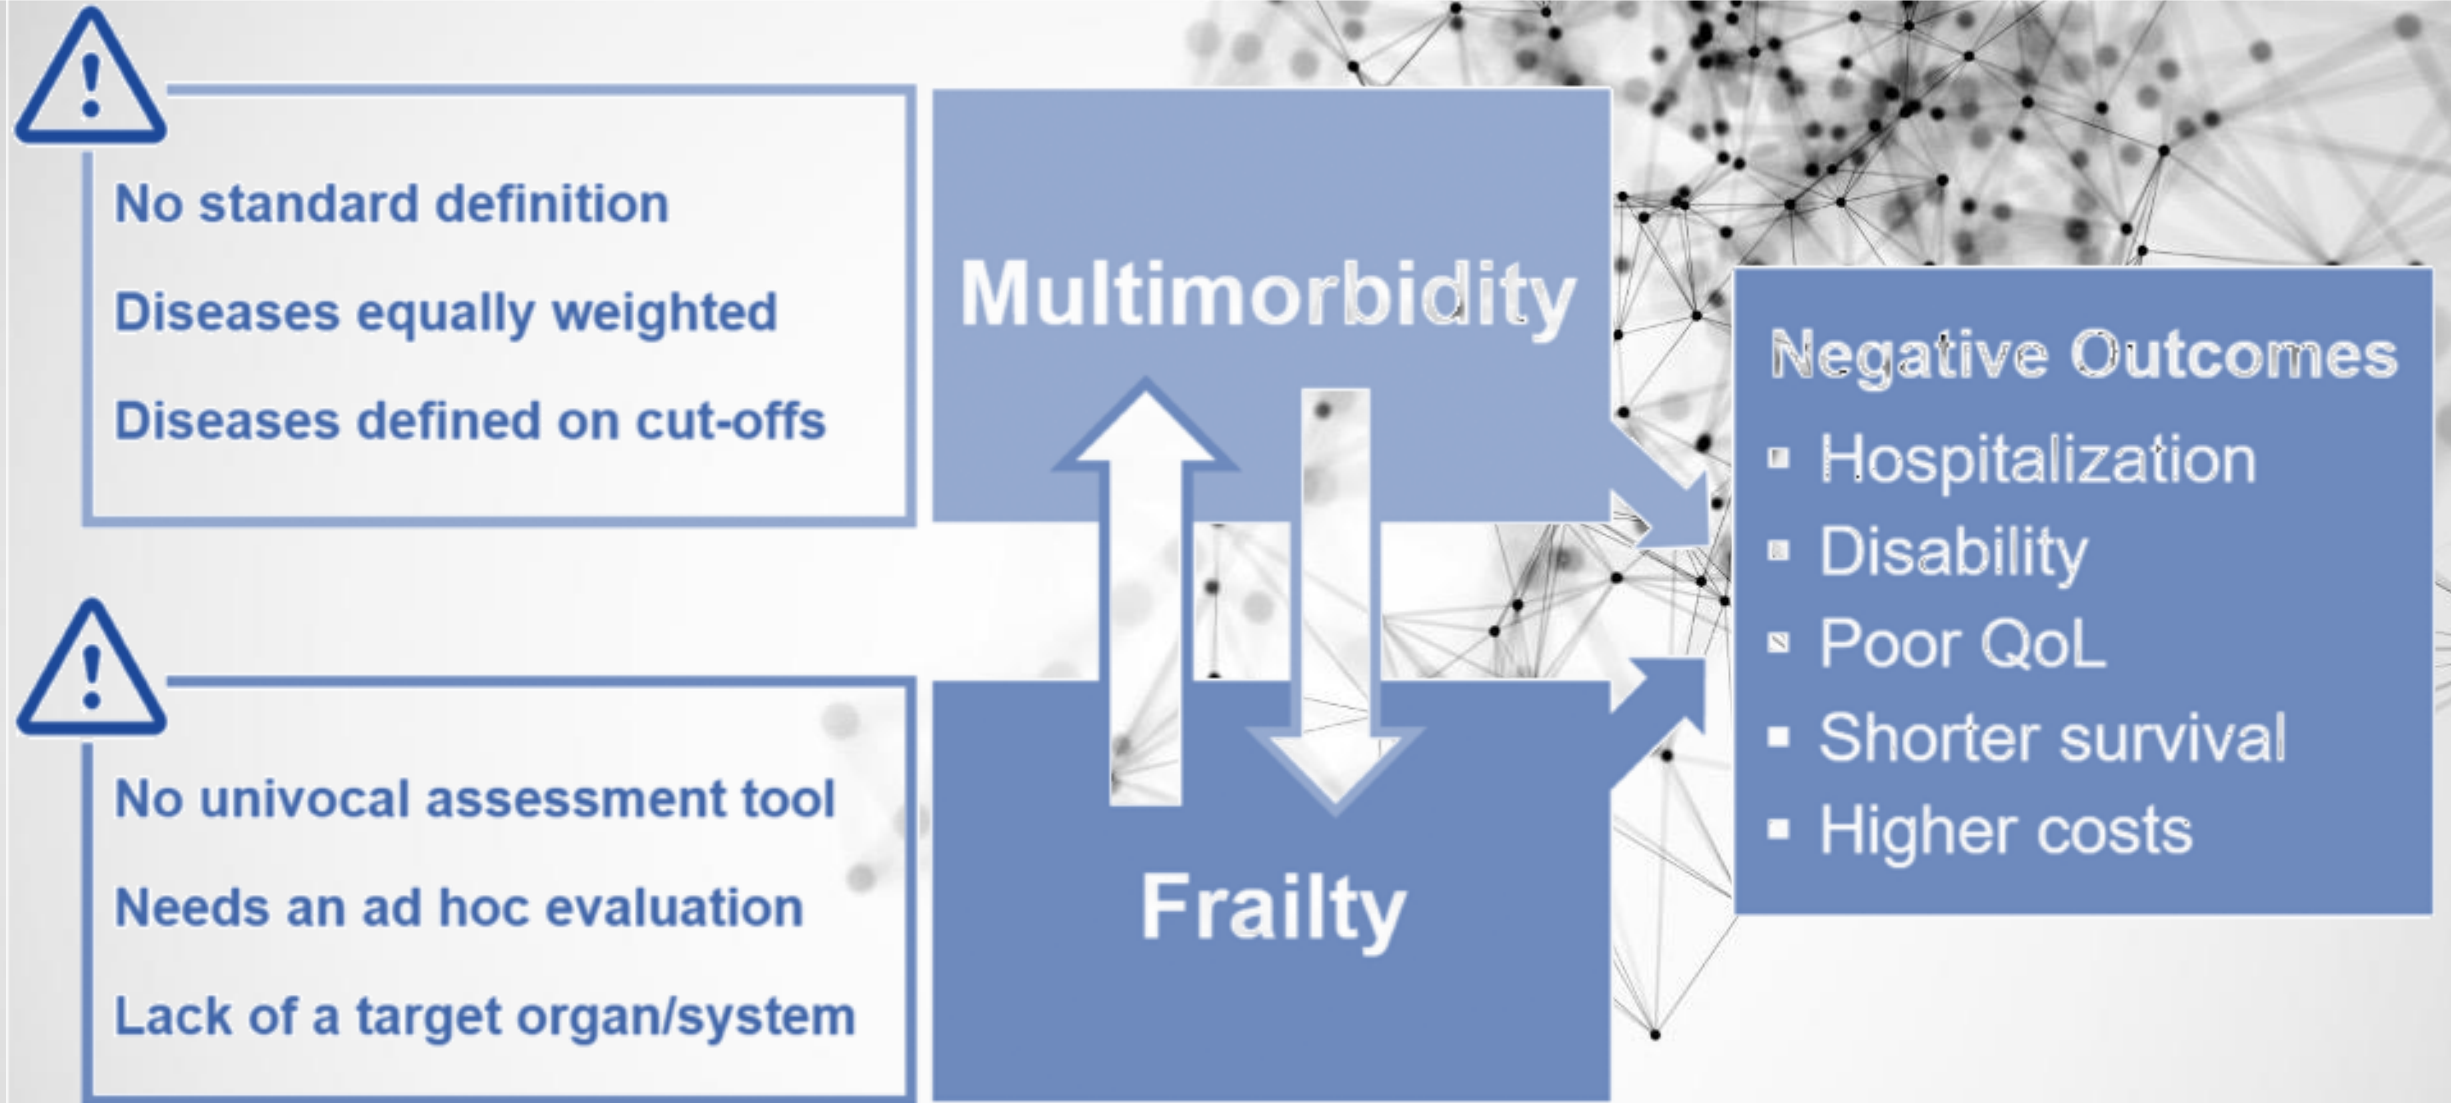 No standard definition
Diseases equally weighted
Diseases defined on cut-offs
Multimorbidity
No univocal assessment tool
Needs an ad hoc evaluation
Lack of a target organ/system
Frailty
Negative Outcomes
▪ Hospitalization
▪ Disability
▪ Poor QoL
▪ Shorter survival
▪ Higher costs